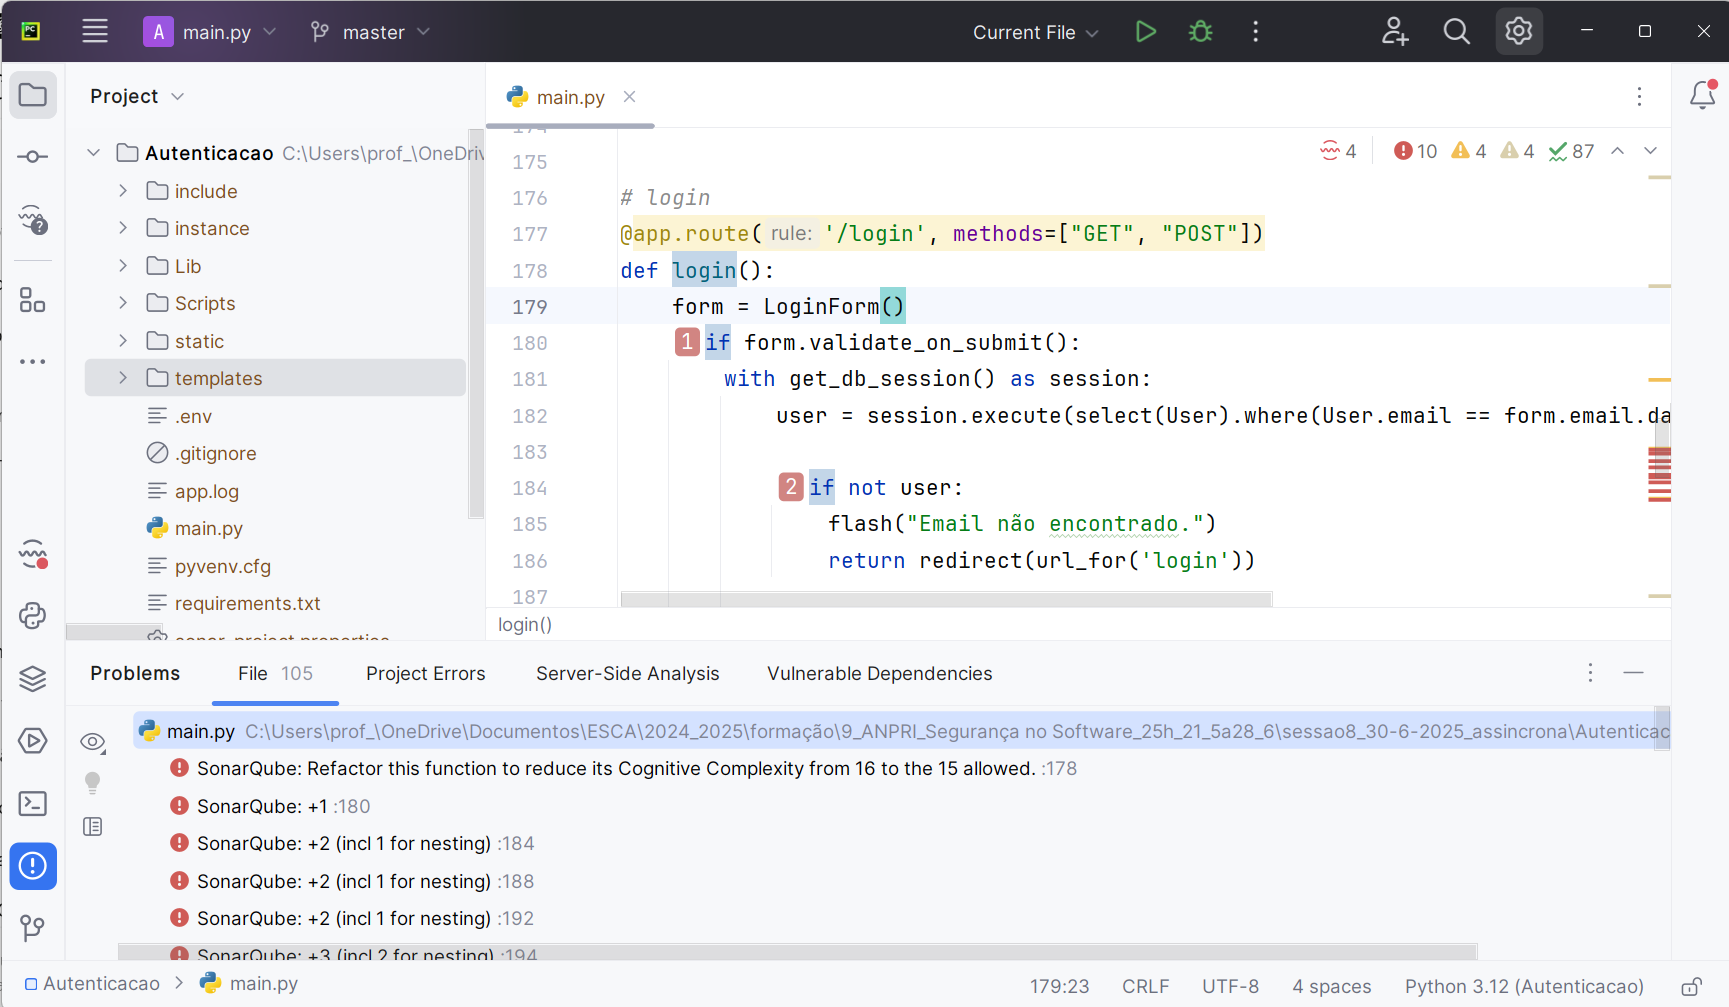 PC A main.py master Current File
Project
main.py
Autenticacao C:\Users\prof_\OneDriv
include
instance
Lib
Scripts
static
templates
.env
.gitignore
app.log
main.py
pyvenv.cfg
requirements.txt
sonar-project.properties
4 10 4 4 87
174
175
176 # login
177 @app.route( rule: '/login', methods=["GET", "POST"])
178 def login():
179 form = LoginForm()
180 1 if form.validate_on_submit():
181 with get_db_session() as session:
182 user = session.execute(select(User).where(User.email == form.email.da
183
184 2 if not user:
185 flash("Email não encontrado.")
186 return redirect(url_for('login'))
187
login()
Problems File 105 Project Errors Server-Side Analysis Vulnerable Dependencies
main.py C:\Users\prof_\OneDrive\Documentos\ESCA\2024_2025\formação\9_ANPRI_Segurança no Software_25h_21_5a28_6\sessao8_30-6-2025_assincrona\Autenticac
SonarQube: Refactor this function to reduce its Cognitive Complexity from 16 to the 15 allowed. :178
SonarQube: +1 :180
SonarQube: +2 (incl 1 for nesting) :184
SonarQube: +2 (incl 1 for nesting) :188
SonarQube: +2 (incl 1 for nesting) :192
SonarQube: +3 (incl 2 for nesting) :194
Autenticacao > main.py 179:23 CRLF UTF-8 4 spaces Python 3.12 (Autenticacao)